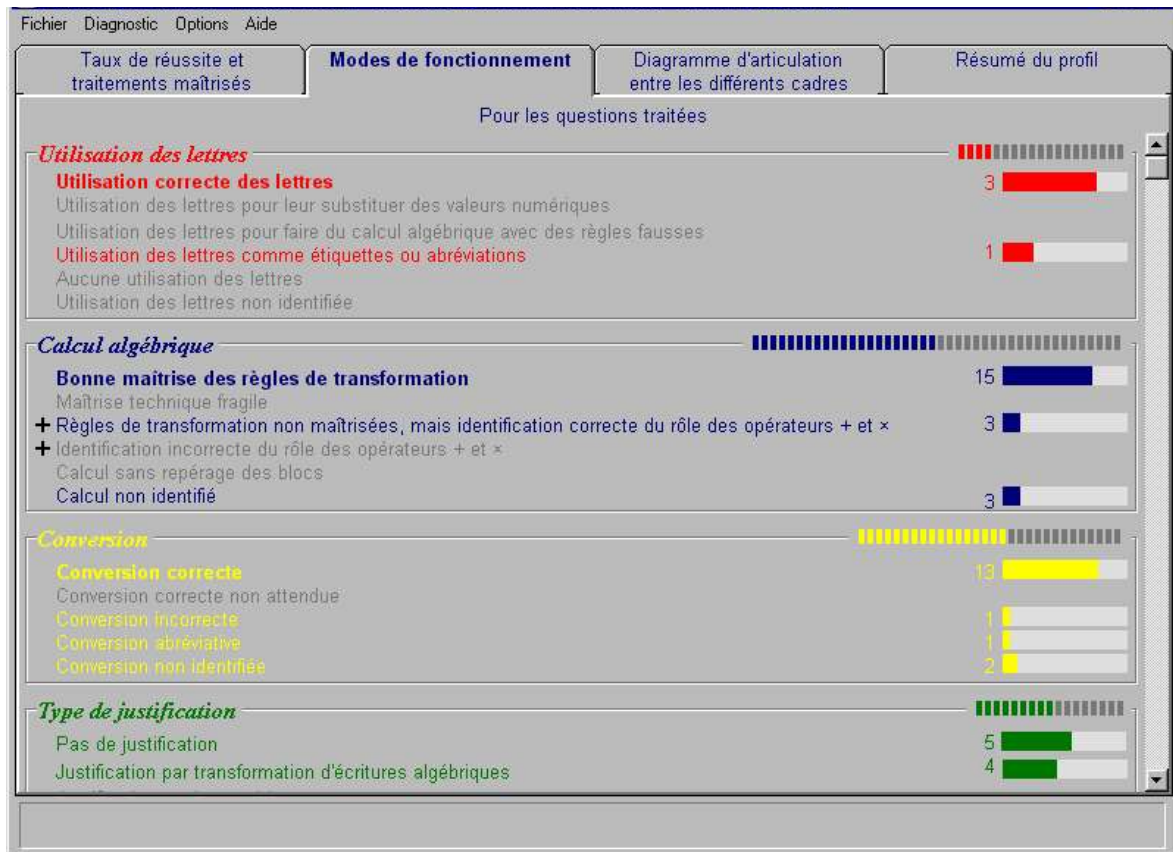 Fichier Diagnostic Options Aide
Taux de réussite et
traitements maîtrisés
Modes de fonctionnement
Diagramme d'articulation
entre les différents cadres
Résumé du profil
Pour les questions traitées
Utilisation des lettres
Utilisation correcte des lettres 3
Utilisation des lettres pour leur substituer des valeurs numériques
Utilisation des lettres pour faire du calcul algébrique avec des règles fausses
Utilisation des lettres comme étiquettes ou abréviations 1
Aucune utilisation des lettres
Utilisation des lettres non identifiée
Calcul algébrique
Bonne maîtrise des règles de transformation 15
Maîtrise technique fragile
+ Règles de transformation non maîtrisées, mais identification correcte du rôle des opérateurs + et × 3
+ Identification incorrecte du rôle des opérateurs + et ×
Calcul sans repérage des blocs
Calcul non identifié 3
Conversion
Conversion correcte 13
Conversion correcte non attendue
Conversion incorrecte 1
Conversion abréviative 1
Conversion non identifiée 2
Type de justification
Pas de justification 5
Justification par transformation d'écritures algébriques 4